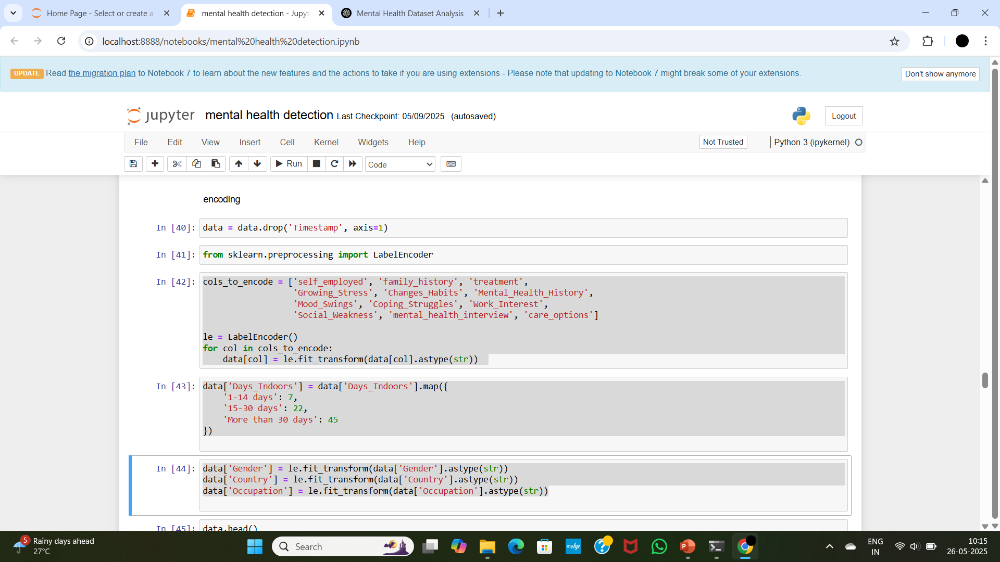 Home Page - Select or create a
mental health detection - Jupyte
Mental Health Dataset Analysis
localhost:8888/notebooks/mental%20health%20detection.ipynb
UPDATE Read the migration plan to Notebook 7 to learn about the new features and the actions to take if you are using extensions - Please note that updating to Notebook 7 might break some of your extensions.
Don't show anymore
jupyter mental health detection Last Checkpoint: 05/09/2025 (autosaved)
Logout
File Edit View Insert Cell Kernel Widgets Help
Not Trusted
Python 3 (ipykernel)
Run
Code
encoding
In [40]: data = data.drop('Timestamp', axis=1)
In [41]: from sklearn.preprocessing import LabelEncoder
In [42]: cols_to_encode = ['self_employed', 'family_history', 'treatment',
'Growing_Stress', 'Changes_Habits', 'Mental_Health_History',
'Mood_Swings', 'Coping_Struggles', 'Work_Interest',
'Social_Weakness', 'mental_health_interview', 'care_options']
le = LabelEncoder()
for col in cols_to_encode:
data[col] = le.fit_transform(data[col].astype(str))
In [43]: data['Days_Indoors'] = data['Days_Indoors'].map({
'1-14 days': 7,
'15-30 days': 22,
'More than 30 days': 45
})
In [44]: data['Gender'] = le.fit_transform(data['Gender'].astype(str))
data['Country'] = le.fit_transform(data['Country'].astype(str))
data['Occupation'] = le.fit_transform(data['Occupation'].astype(str))
In [45]: data.head()
5
Rainy days ahead
27°C
Search
myhp
ENG
IN
10:15
26-05-2025